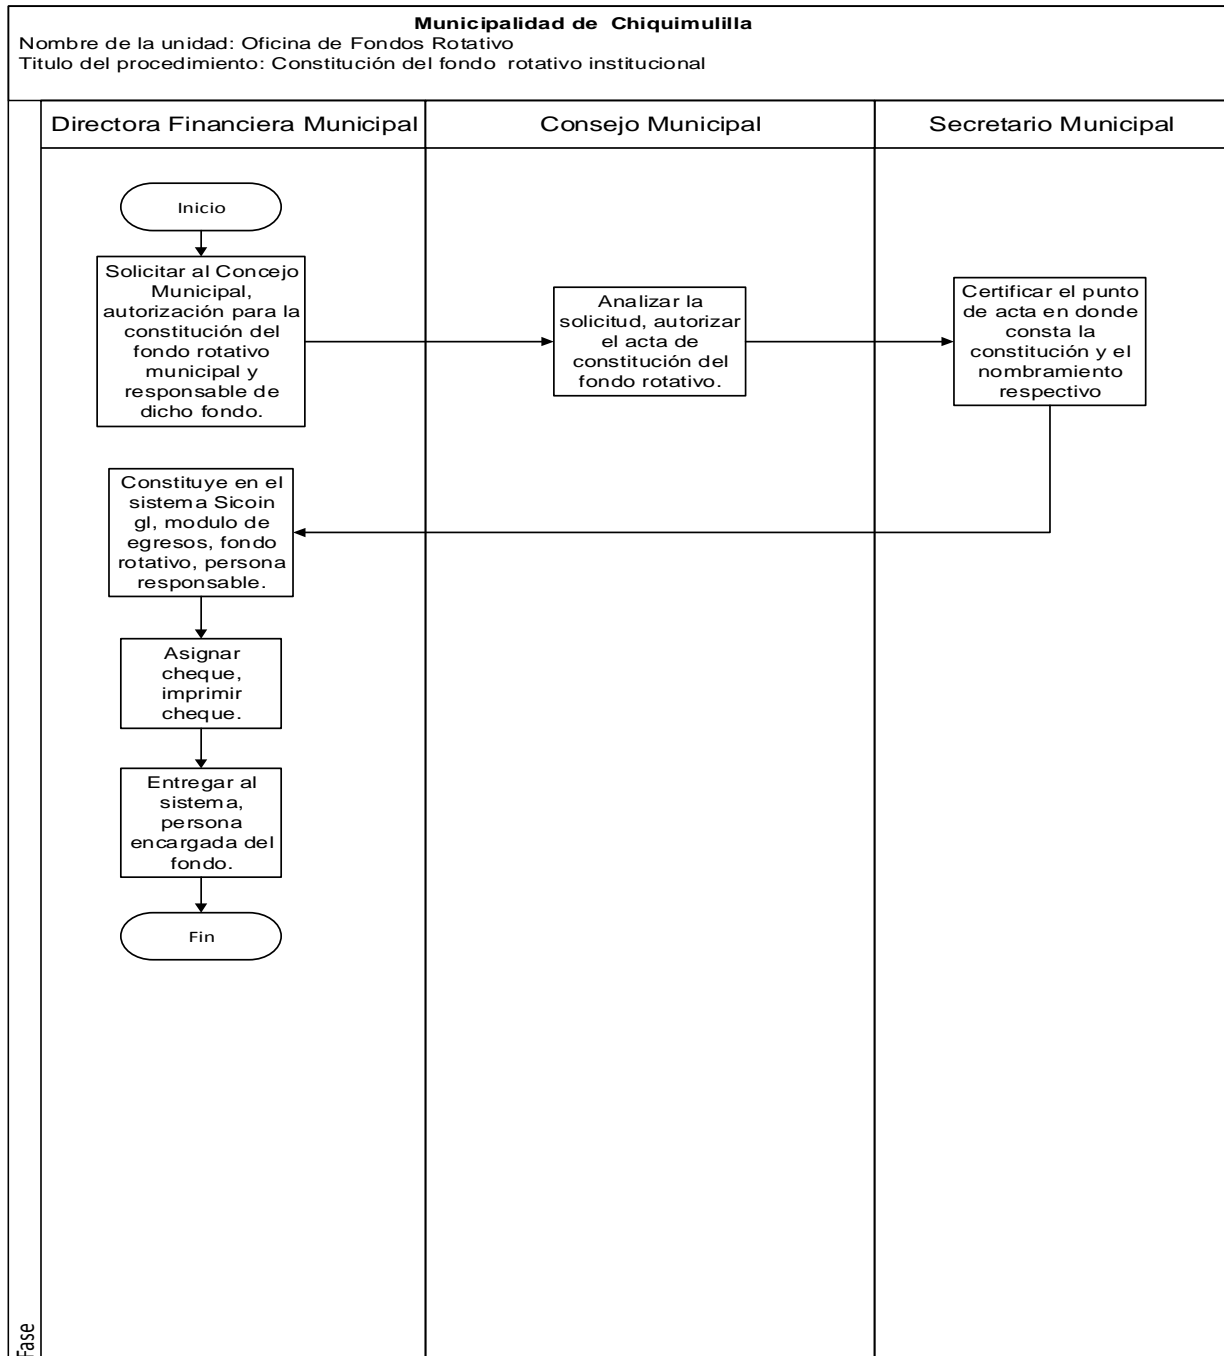 Municipalidad de Chiquimulilla
Nombre de la unidad: Oficina de Fondos Rotativo
Titulo del procedimiento: Constitución del fondo rotativo institucional
Directora Financiera Municipal
Consejo Municipal
Secretario Municipal
Inicio
Solicitar al Concejo
Municipal,
autorización para la
constitución del
fondo rotativo
municipal y
responsable de
dicho fondo.
Analizar la
solicitud, autorizar
el acta de
constitución del
fondo rotativo.
Certificar el punto
de acta en donde
consta la
constitución y el
nombramiento
respectivo
Constituye en el
sistema Sicoin
gl, modulo de
egresos, fondo
rotativo, persona
responsable.
Asignar
cheque,
imprimir
cheque.
Entregar al
sistema,
persona
encargada del
fondo.
Fin
Fase